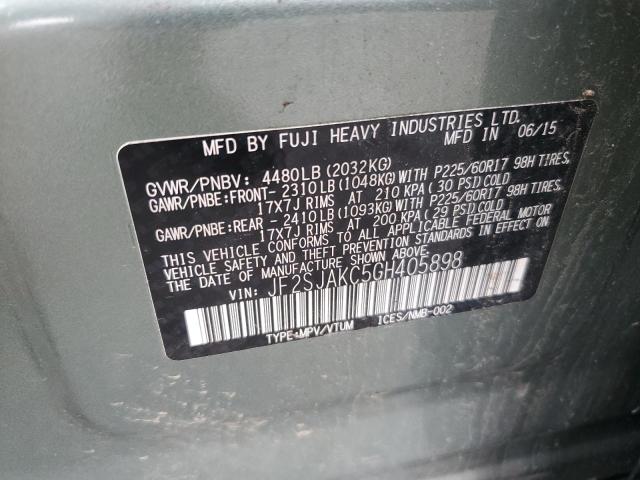 MFD BY FUJI HEAVY INDUSTRIES LTD.
MFD IN 06/15
GVWR/PNBV: 4480LB (2032KG)
GAWR/PNBE:FRONT- 2310LB (1048KG)WITH P225/60R17 98H TIRES.
17X7J RIMS AT 210 KPA (30 PSI)COLD
GAWR/PNBE:REAR - 2410LB (1093KG)WITH P225/60R17 98H TIRES.
17X7J RIMS AT 200 KPA (29 PSI)COLD
THIS VEHICLE CONFORMS TO ALL APPLICABLE FEDERAL MOTOR
VEHICLE SAFETY AND THEFT PREVENTION STANDARDS IN EFFECT ON
THE DATE OF MANUFACTURE SHOWN ABOVE.
VIN: JF2SJAKC5GH405898
TYPE:MPV/VTUM ICES/NMB-002